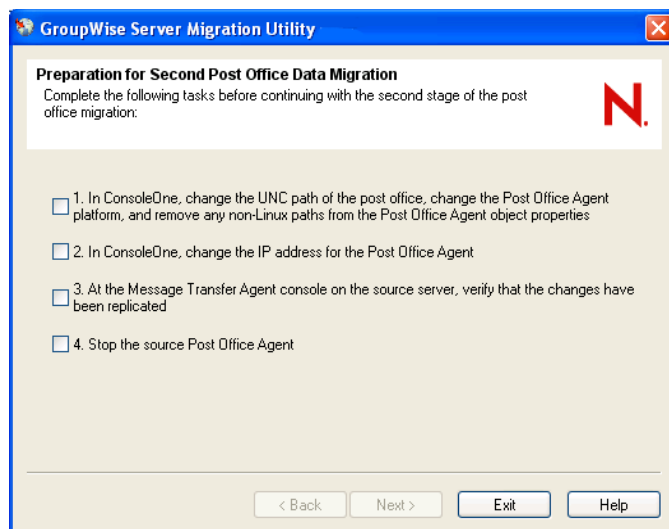 GroupWise Server Migration Utility
Preparation for Second Post Office Data Migration
Complete the following tasks before continuing with the second stage of the post
office migration:
N.
1. In ConsoleOne, change the UNC path of the post office, change the Post Office Agent
platform, and remove any non-Linux paths from the Post Office Agent object properties
2. In ConsoleOne, change the IP address for the Post Office Agent
3. At the Message Transfer Agent console on the source server, verify that the changes have
been replicated
4. Stop the source Post Office Agent
< Back Next > Exit Help